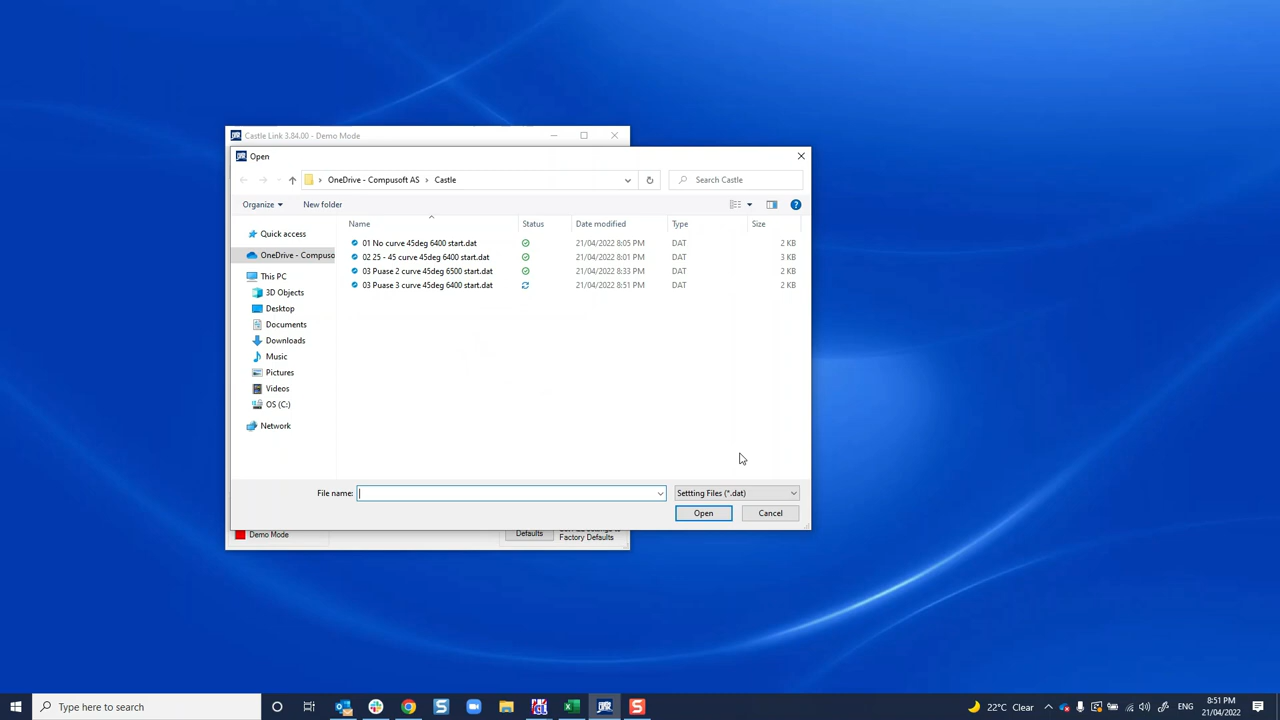 Castle Link 3.84.00 - Demo Mode
Open
OneDrive - Compusoft AS › Castle
Search Castle
Organize
New folder
Name
Status
Date modified
Type
Size
Quick access
OneDrive - Compuso
This PC
3D Objects
Desktop
Documents
Downloads
Music
Pictures
Videos
OS (C:)
Network
01 No curve 45deg 6400 start.dat 21/04/2022 8:05 PM DAT 2 KB
02 25 - 45 curve 45deg 6400 start.dat 21/04/2022 8:01 PM DAT 3 KB
03 Puase 2 curve 45deg 6500 start.dat 21/04/2022 8:33 PM DAT 2 KB
03 Puase 3 curve 45deg 6400 start.dat 21/04/2022 8:51 PM DAT 2 KB
File name:
Settting Files (*.dat)
Open
Cancel
Demo Mode
Defaults
Factory Defaults
Type here to search
22°C Clear
ENG
8:51 PM
21/04/2022